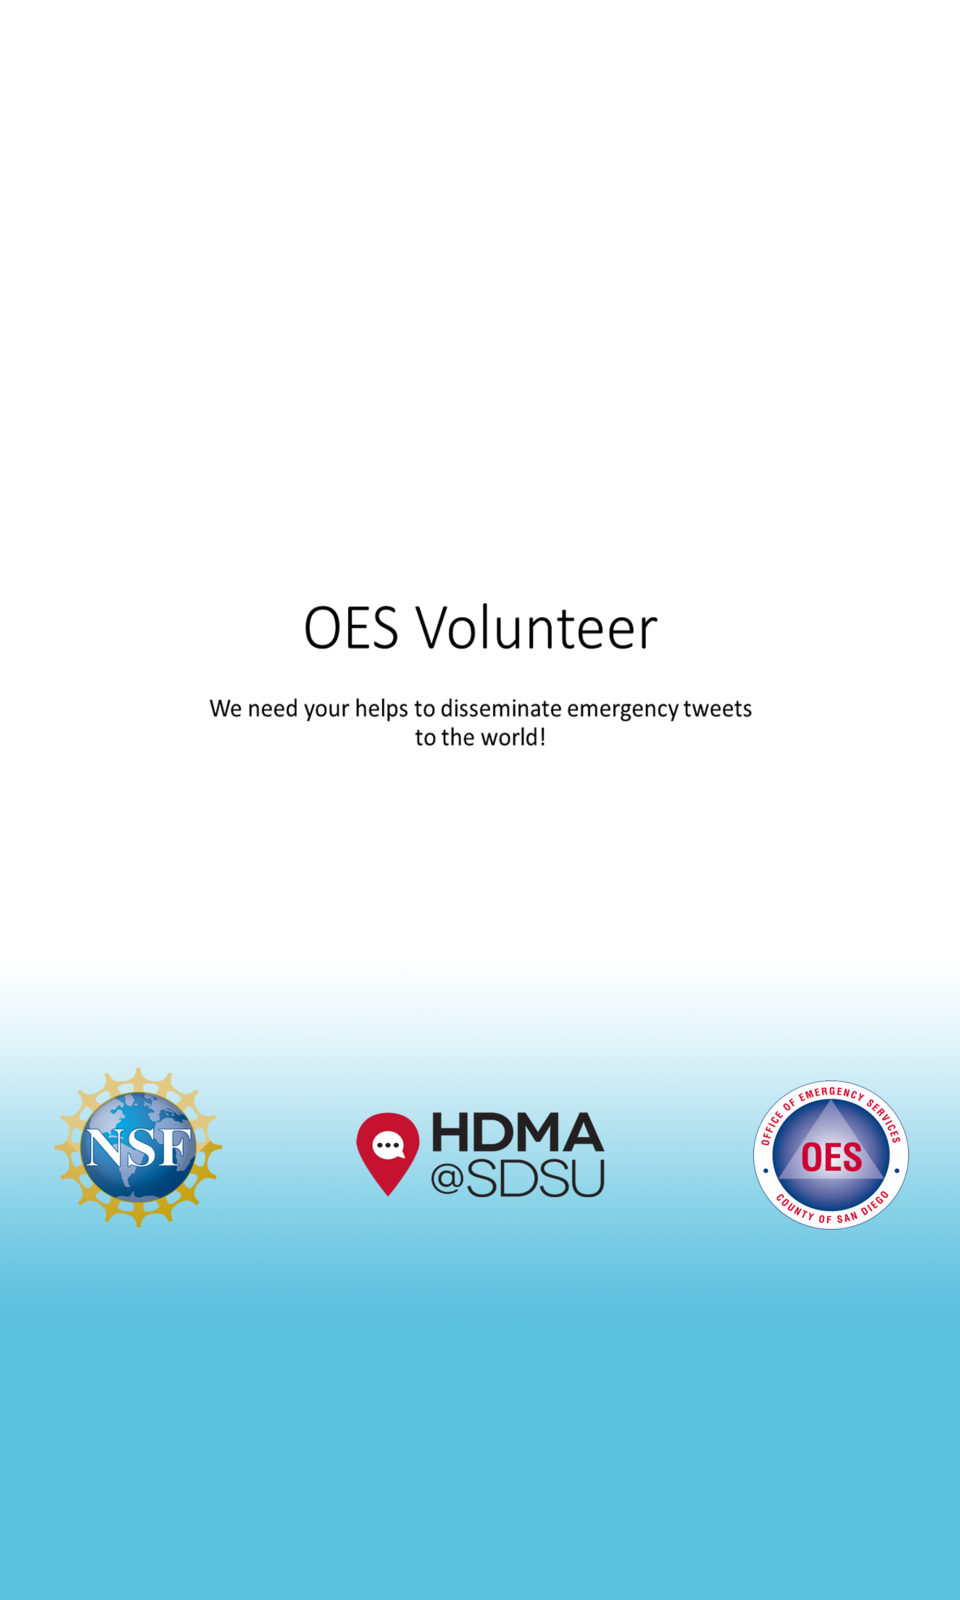 OES Volunteer
We need your helps to disseminate emergency tweets
to the world!
NSF
HDMA
@SDSU
OFFICE OF EMERGENCY SERVICES
OES
COUNTY OF SAN DIEGO